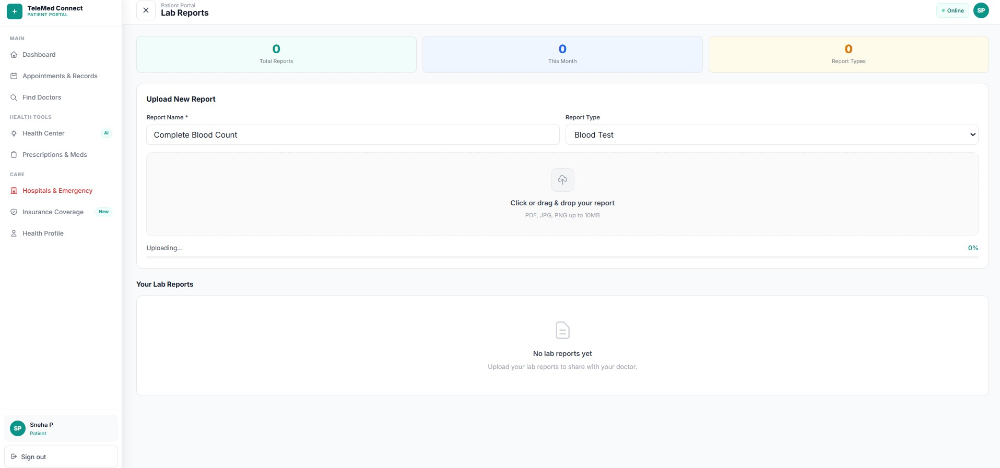 +
TeleMed Connect
PATIENT PORTAL
MAIN
Dashboard
Appointments & Records
Find Doctors
HEALTH TOOLS
Health Center
AI
Prescriptions & Meds
CARE
Hospitals & Emergency
Insurance Coverage
New
Health Profile
SP
Sneha P
Patient
Sign out
Patient Portal
Lab Reports
Online
SP
0
Total Reports
0
This Month
0
Report Types
Upload New Report
Report Name *
Complete Blood Count
Report Type
Blood Test
Click or drag & drop your report
PDF, JPG, PNG up to 10MB
Uploading...
0%
Your Lab Reports
No lab reports yet
Upload your lab reports to share with your doctor.